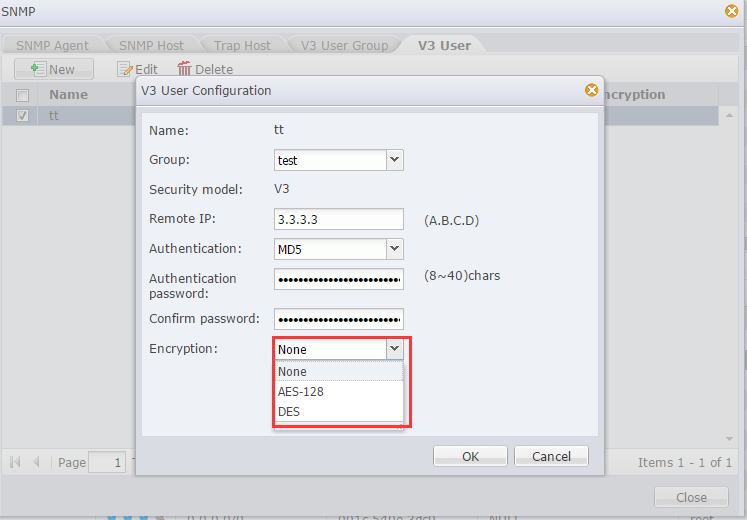 SNMP
SNMP Agent SNMP Host Trap Host V3 User Group V3 User
New Edit Delete
Name ncryption
tt
V3 User Configuration
Name: tt
Group: test
Security model: V3
Remote IP: 3.3.3.3 (A.B.C.D)
Authentication: MD5
Authentication password: •••••••••••••••••••••••• (8~40)chars
Confirm password: ••••••••••••••••••••••••
Encryption: None
None
AES-128
DES
OK Cancel
Page 1 Items 1 - 1 of 1
Close
NULL root